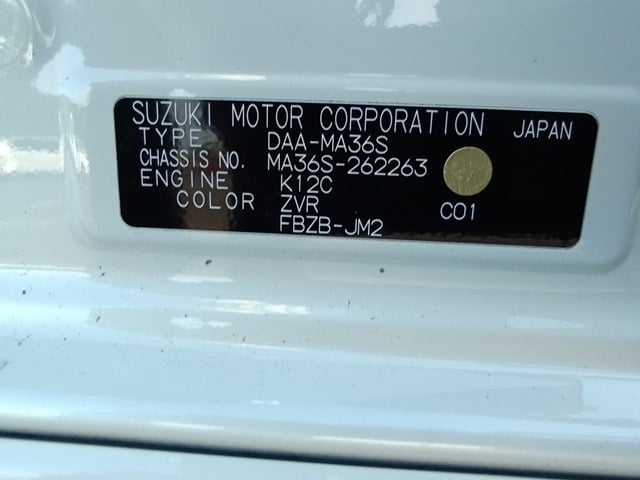 SUZUKI MOTOR CORPORATION JAPAN
TYPE DAA-MA36S
CHASSIS NO. MA36S-262263
ENGINE K12C
COLOR ZVR C01
FBZB-JM2